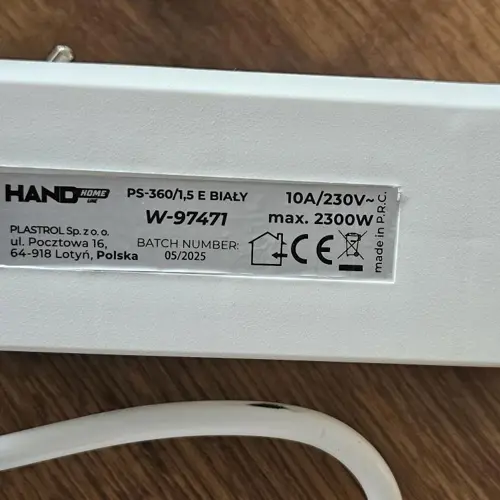 HAND HOME LINE
PS-360/1,5 E BIAŁY
W-97471
10A/230V~
max. 2300W
PLASTROL Sp. z o. o.
ul. Pocztowa 16,
64-918 Lotyń, Polska
BATCH NUMBER:
05/2025
CE
made in P.R.C.